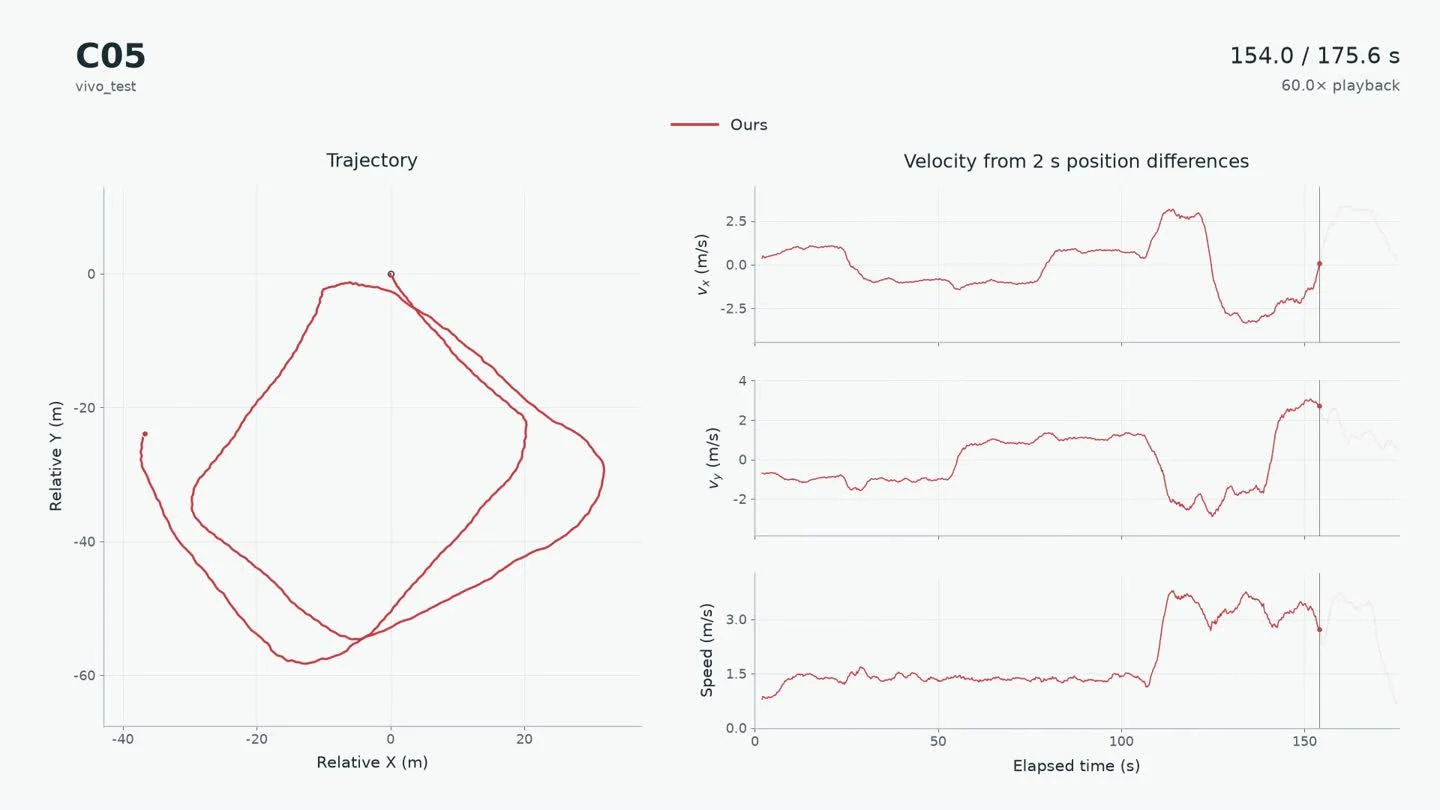 C05
vivo_test
154.0 / 175.6 s
60.0× playback
Ours
Trajectory
0
-20
-40
-60
-40
-20
0
20
Relative Y (m)
Relative X (m)
Velocity from 2 s position differences
2.5
0.0
-2.5
vx (m/s)
4
2
0
-2
vy (m/s)
3.0
1.5
0.0
Speed (m/s)
0
50
100
150
Elapsed time (s)